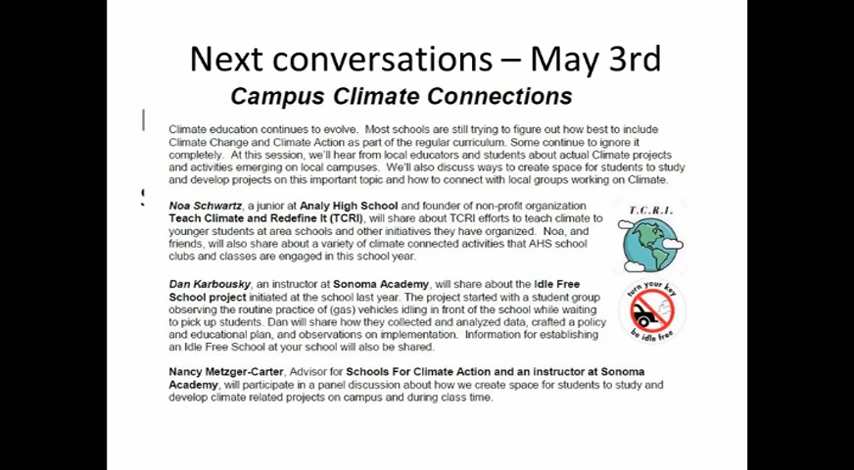 Next conversations – May 3rd
Campus Climate Connections
Climate education continues to evolve. Most schools are still trying to figure out how best to include
Climate Change and Climate Action as part of the regular curriculum. Some continue to ignore it
completely. At this session, we'll hear from local educators and students about actual Climate projects
and activities emerging on local campuses. We'll also discuss ways to create space for students to study
and develop projects on this important topic and how to connect with local groups working on Climate.
Noa Schwartz, a junior at Analy High School and founder of non-profit organization
Teach Climate and Redefine It (TCRI), will share about TCRI efforts to teach climate to
younger students at area schools and other initiatives they have organized. Noa, and
friends, will also share about a variety of climate connected activities that AHS school
clubs and classes are engaged in this school year.
T.C.R.I.
Dan Karbousky, an instructor at Sonoma Academy, will share about the Idle Free
School project initiated at the school last year. The project started with a student group
observing the routine practice of (gas) vehicles idling in front of the school while waiting
to pick up students. Dan will share how they collected and analyzed data, crafted a policy
and educational plan, and observations on implementation. Information for establishing
an Idle Free School at your school will also be shared.
turn your key
be idle free
Nancy Metzger-Carter, Advisor for Schools For Climate Action and an instructor at Sonoma
Academy, will participate in a panel discussion about how we create space for students to study and
develop climate related projects on campus and during class time.